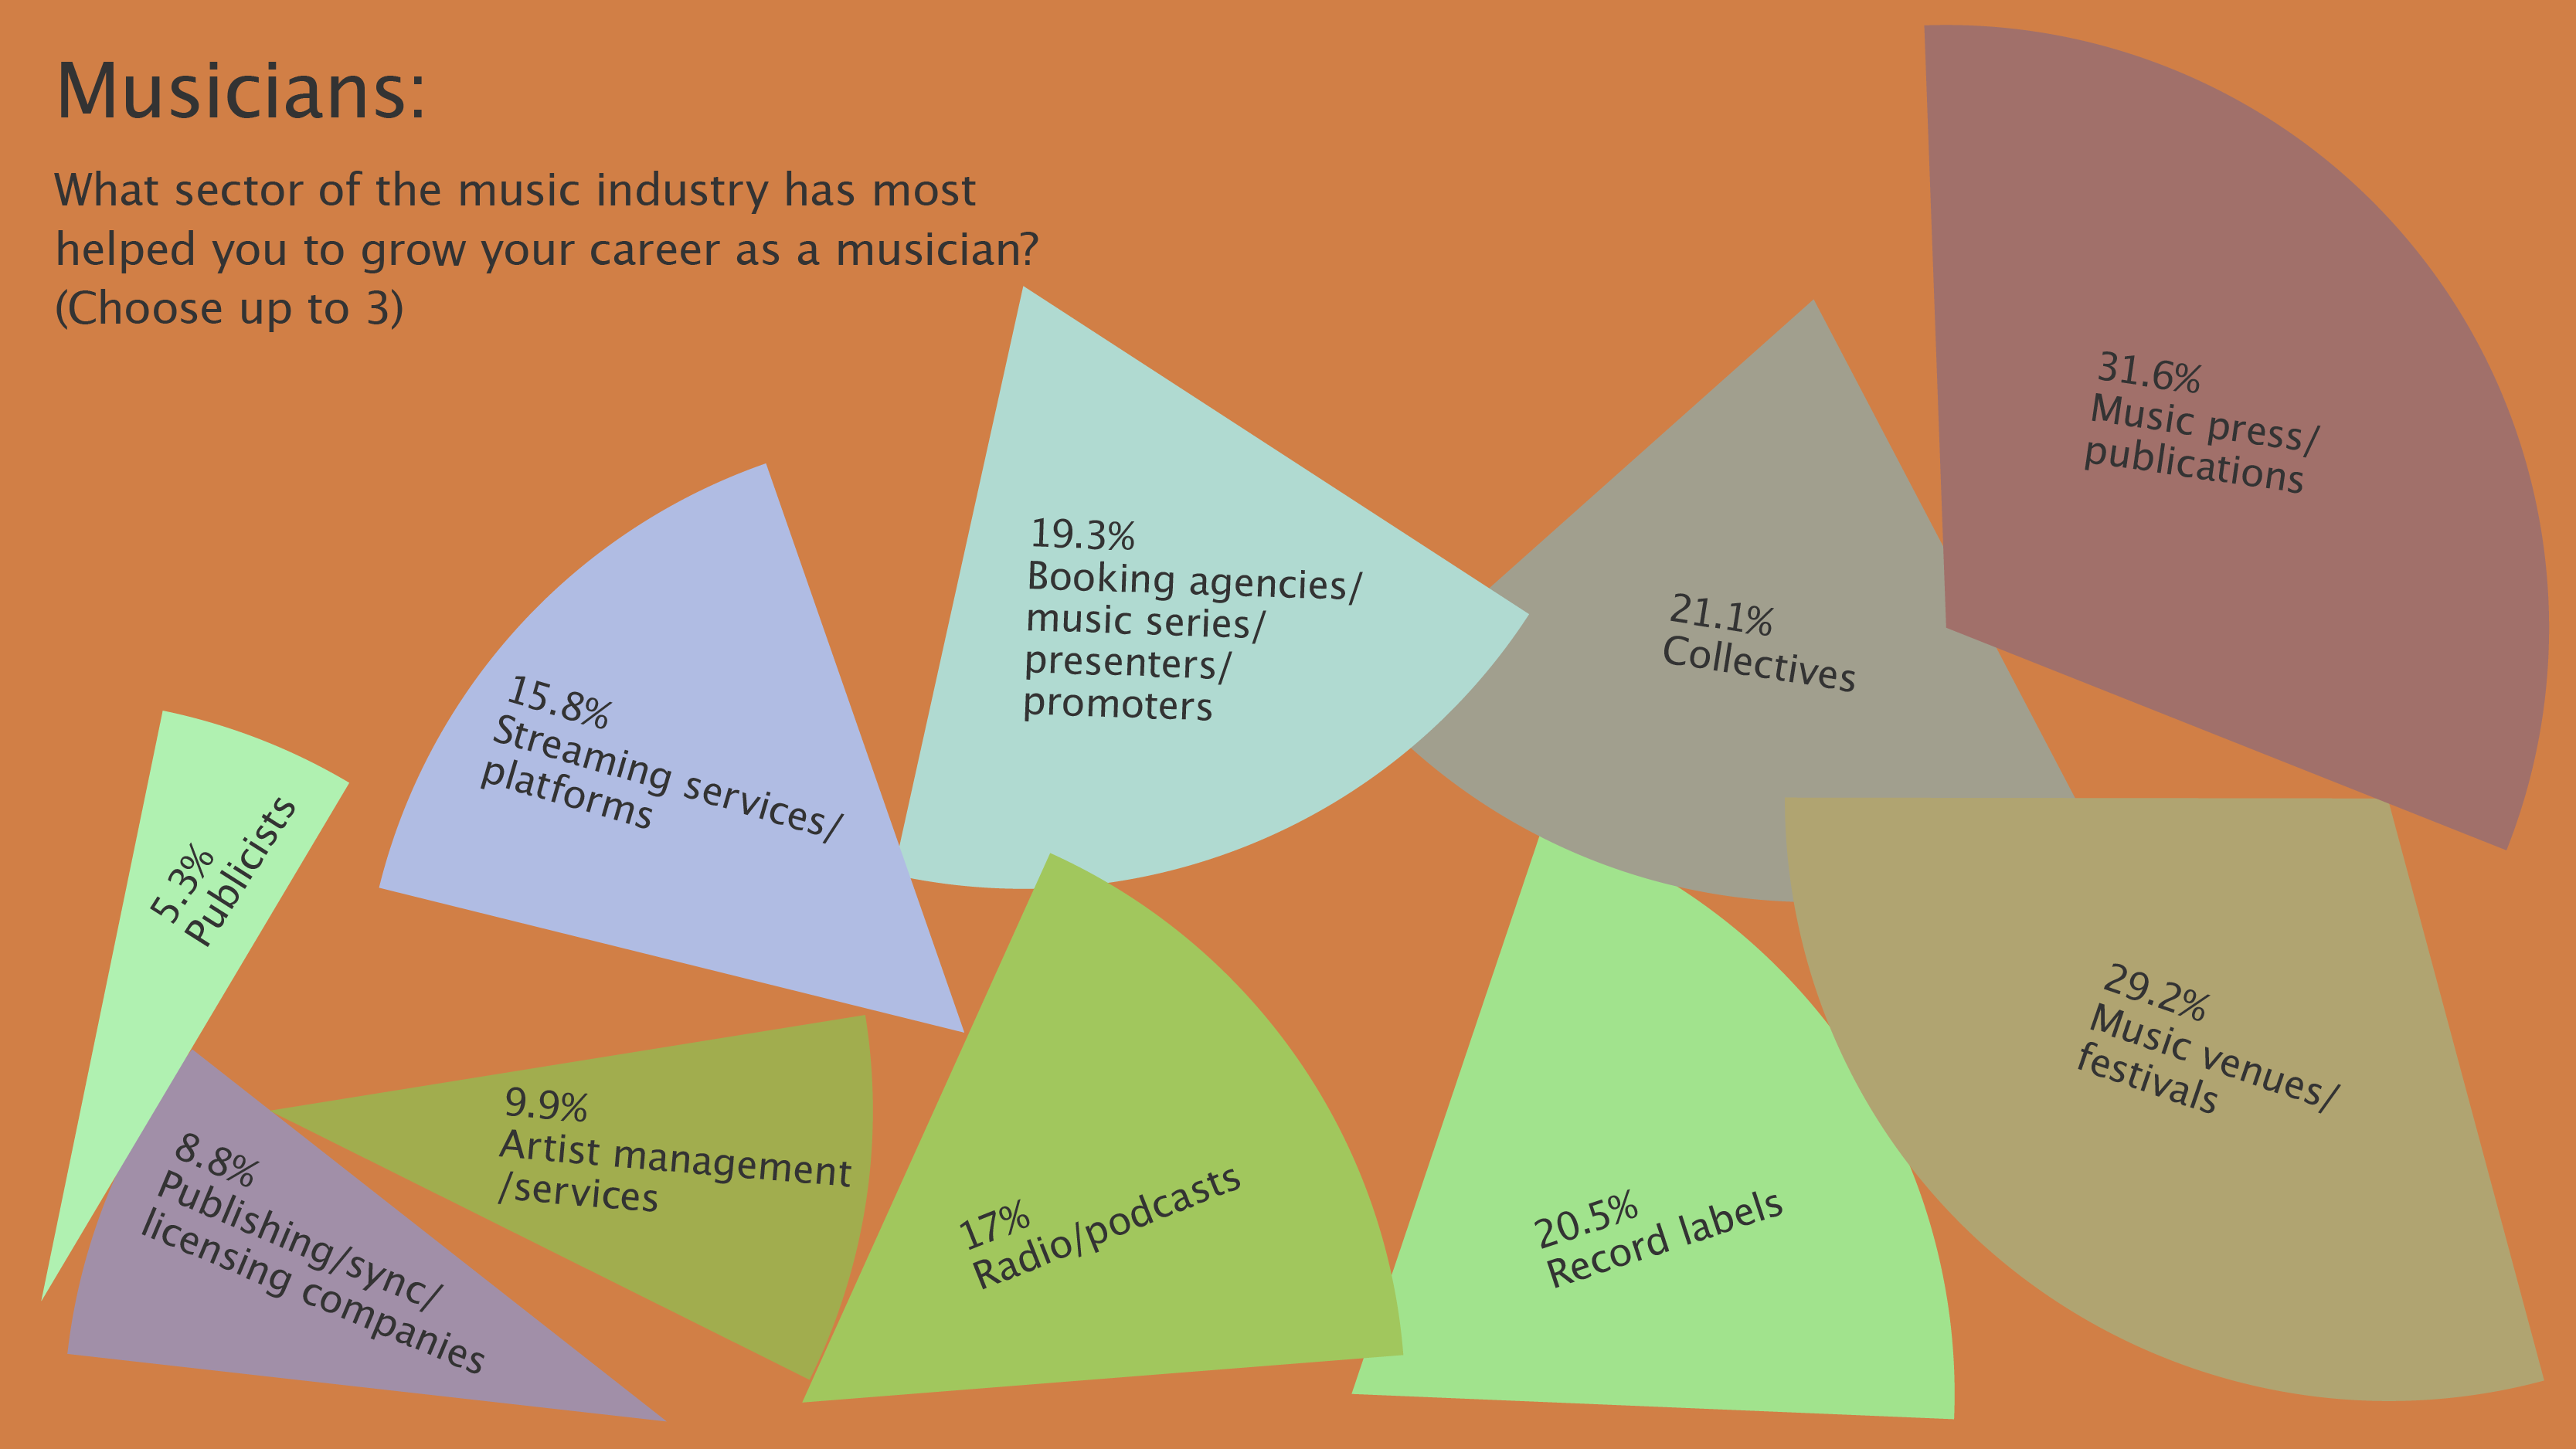 Musicians:
What sector of the music industry has most
helped you to grow your career as a musician?
(Choose up to 3)
31.6%
Music press/
publications
21.1%
Collectives
19.3%
Booking agencies/
music series/
presenters/
promoters
15.8%
Streaming services/
platforms
5.3%
Publicists
8.8%
Publishing/sync/
licensing companies
9.9%
Artist management
/services
17%
Radio/podcasts
20.5%
Record labels
29.2%
Music venues/
festivals